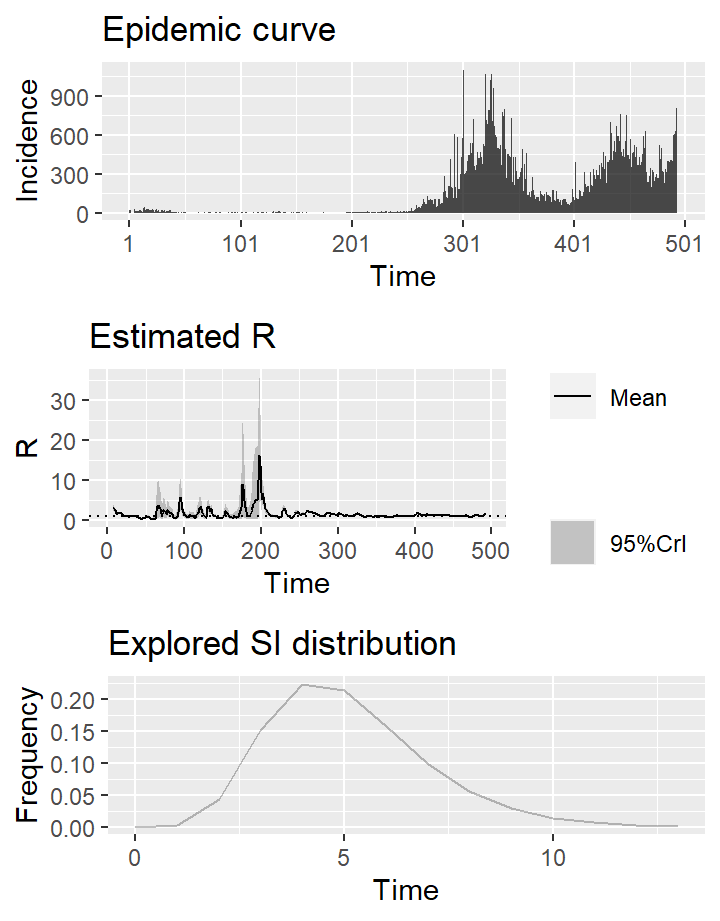 Epidemic curve
900
600
300
0
Incidence
1 101 201 301 401 501
Time
Estimated R
30
20
10
0
R
0 100 200 300 400 500
Time
Mean
95%CrI
Explored SI distribution
0.20
0.15
0.10
0.05
0.00
Frequency
0 5 10
Time